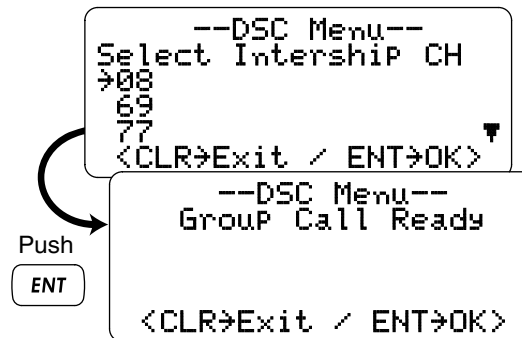 --DSC Menu--
Select Intership CH
→08
69
77
<CLR→Exit / ENT→OK>
--DSC Menu--
Group Call Ready
Push
ENT
<CLR→Exit / ENT→OK>